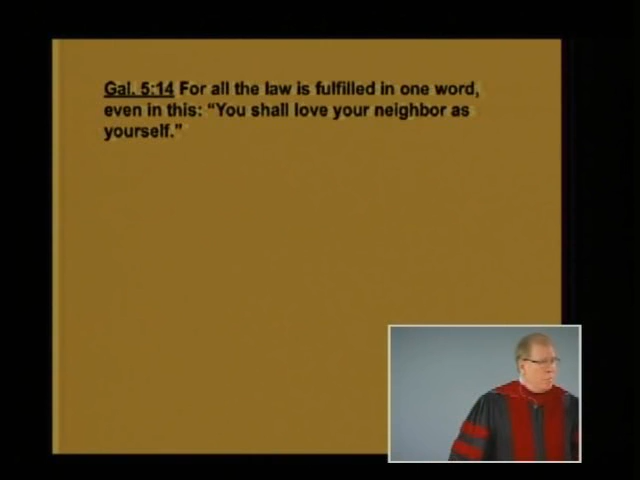 Gal. 5:14 For all the law is fulfilled in one word,
even in this: “You shall love your neighbor as
yourself.”